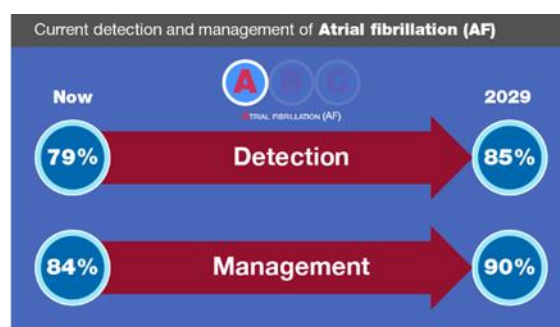 Current detection and management of Atrial fibrillation (AF)
A B C
ATRIAL FIBRILLATION (AF)
Now
2029
79%
Detection
85%
84%
Management
90%